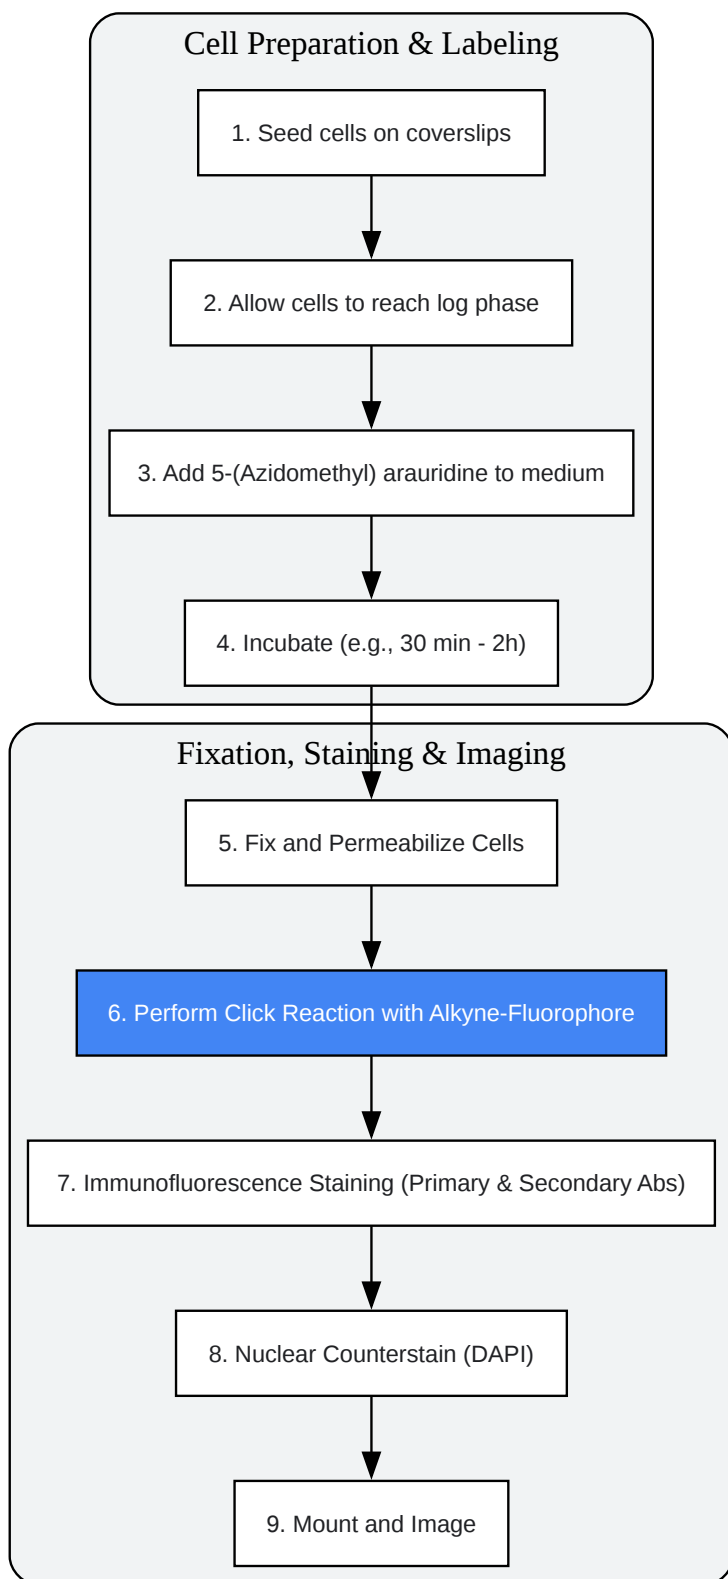 Cell Preparation & Labeling
1. Seed cells on coverslips
2. Allow cells to reach log phase
3. Add 5-(Azidomethyl) arauridine to medium
4. Incubate (e.g., 30 min - 2h)
Fixation, Staining & Imaging
5. Fix and Permeabilize Cells
6. Perform Click Reaction with Alkyne-Fluorophore
7. Immunofluorescence Staining (Primary & Secondary Abs)
8. Nuclear Counterstain (DAPI)
9. Mount and Image